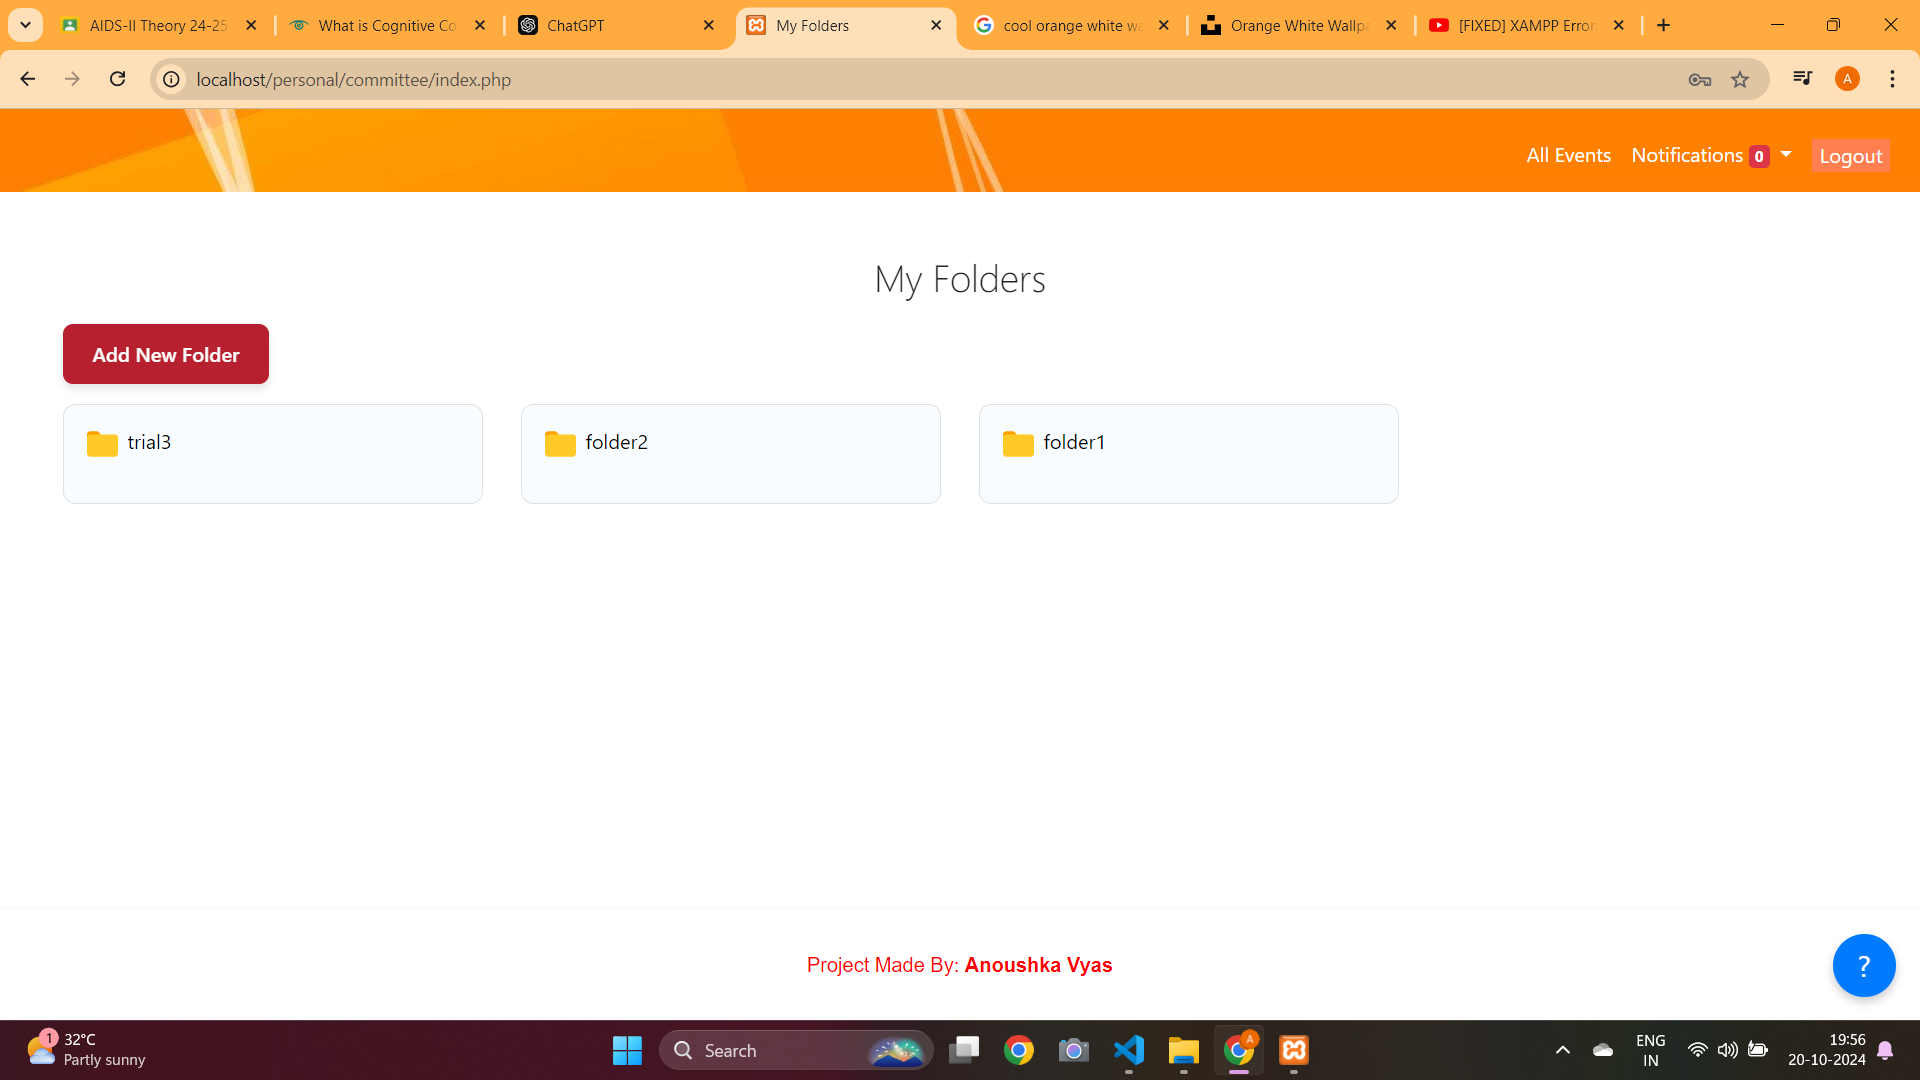 AIDS-II Theory 24-25
What is Cognitive Co
ChatGPT
My Folders
cool orange white wa
Orange White Wallpa
[FIXED] XAMPP Error
localhost/personal/committee/index.php
A
All Events
Notifications 0
Logout
My Folders
Add New Folder
trial3
folder2
folder1
Project Made By: Anoushka Vyas
?
1
32°C
Partly sunny
Search
A
ENG
IN
19:56
20-10-2024